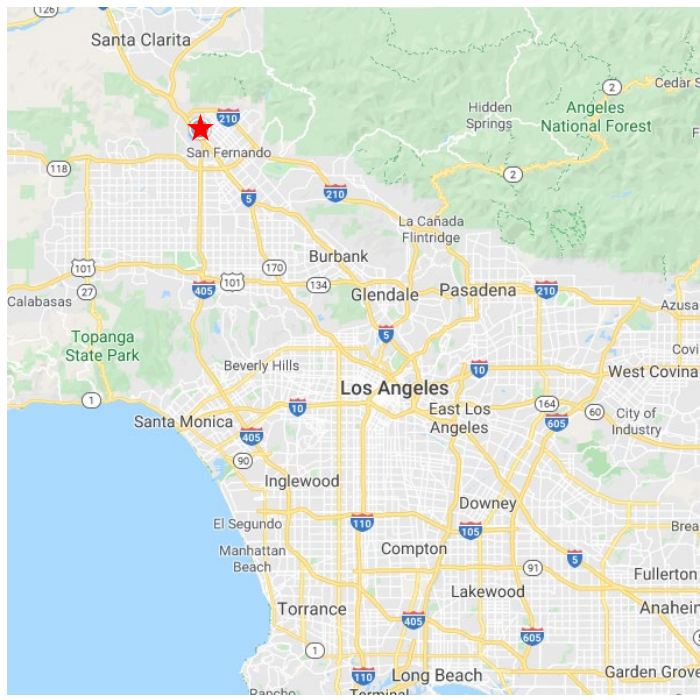 126
Santa Clarita
2
Cedar S
Hidden
Springs
Angeles
National Forest
210
F
San Fernando
118
2
5
210
La Cañada
Flintridge
Burbank
101
170
101
134
405
27
Calabasas
Glendale
Pasadena
210
Azusa
Topanga
State Park
5
Covi
Beverly Hills
10
West Covina
Los Angeles
1
10
164
60
Santa Monica
East Los
Angeles
City of
Industry
605
405
90
Inglewood
Downey
El Segundo
110
105
Brea
Manhattan
Beach
Compton
5
91
Fullerton
Lakewood
Torrance
Anaheim
405
605
1
110
Long Beach
Garden Grove
Rancho
Terminal